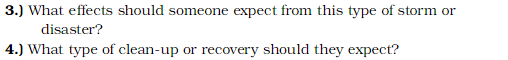 3.) What effects should someone expect from this type of storm or
disaster?
4.) What type of clean-up or recovery should they expect?